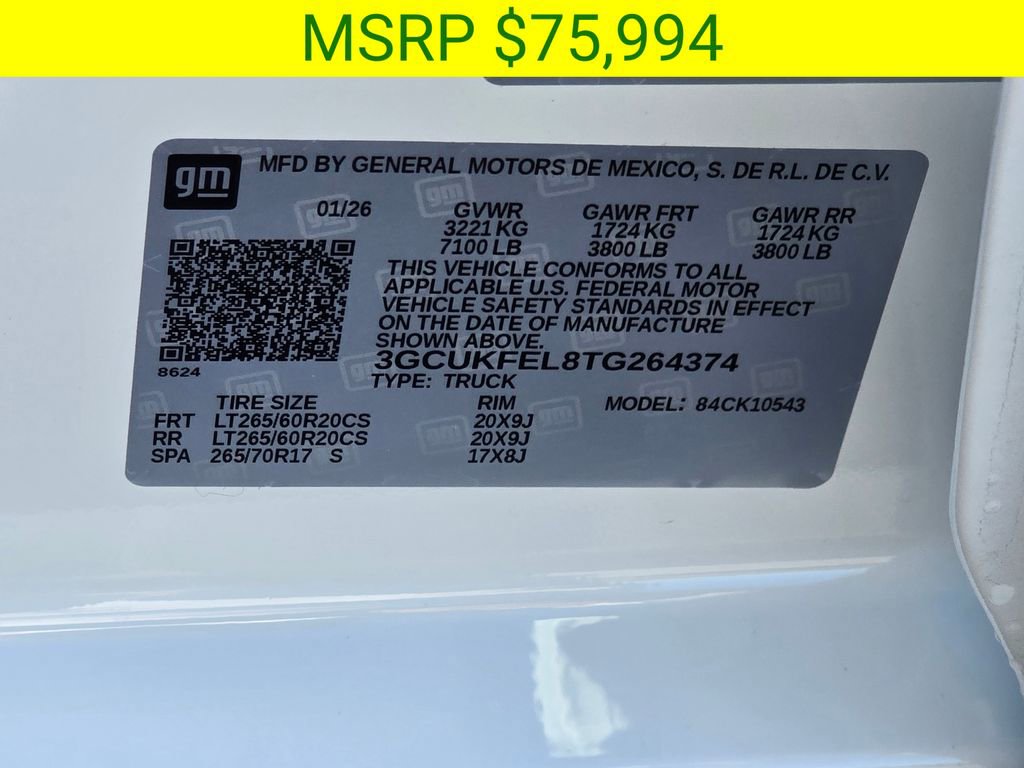 MSRP $75,994
gm MFD BY GENERAL MOTORS DE MEXICO, S. DE R.L. DE C.V.
01/26 GVWR GAWR FRT GAWR RR
3221 KG 1724 KG 1724 KG
7100 LB 3800 LB 3800 LB
THIS VEHICLE CONFORMS TO ALL
APPLICABLE U.S. FEDERAL MOTOR
VEHICLE SAFETY STANDARDS IN EFFECT
ON THE DATE OF MANUFACTURE
SHOWN ABOVE.
3GCUKFEL8TG264374
8624 TYPE: TRUCK
TIRE SIZE RIM MODEL: 84CK10543
FRT LT265/60R20CS 20X9J
RR LT265/60R20CS 20X9J
SPA 265/70R17 S 17X8J